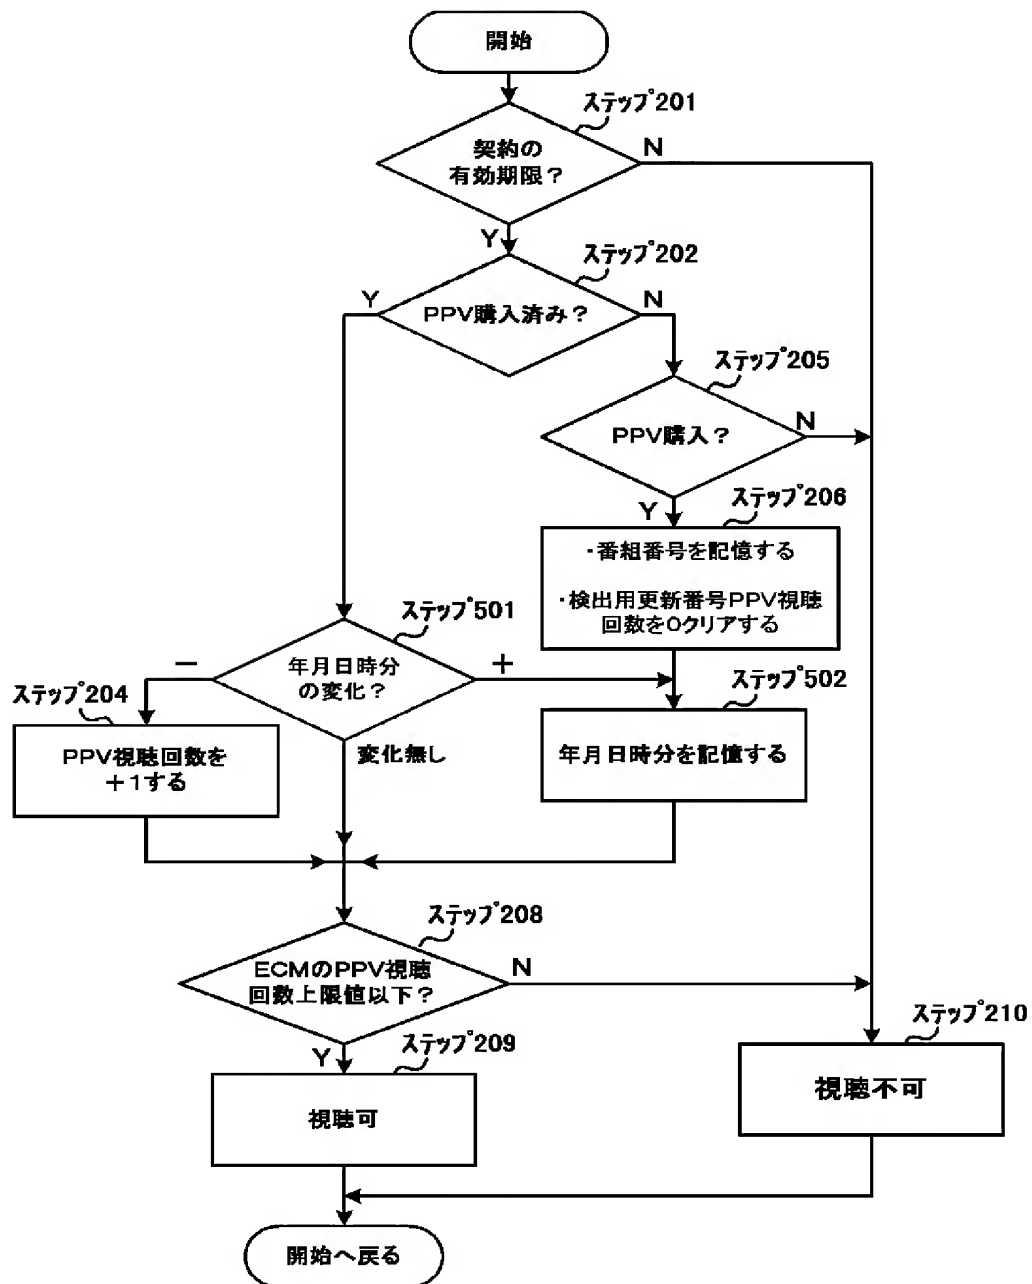 開始
ステップ201
契約の
有効期限？
N
Y
ステップ202
Y
PPV購入済み？
N
ステップ205
PPV購入？
N
Y
ステップ206
・番組番号を記憶する
・検出用更新番号PPV視聴
回数を0クリアする
ステップ501
年月日時分
の変化？
－
＋
ステップ204
PPV視聴回数を
＋1する
変化無し
ステップ502
年月日時分を記憶する
ステップ208
ECMのPPV視聴
回数上限値以下？
N
Y
ステップ209
視聴可
ステップ210
視聴不可
開始へ戻る